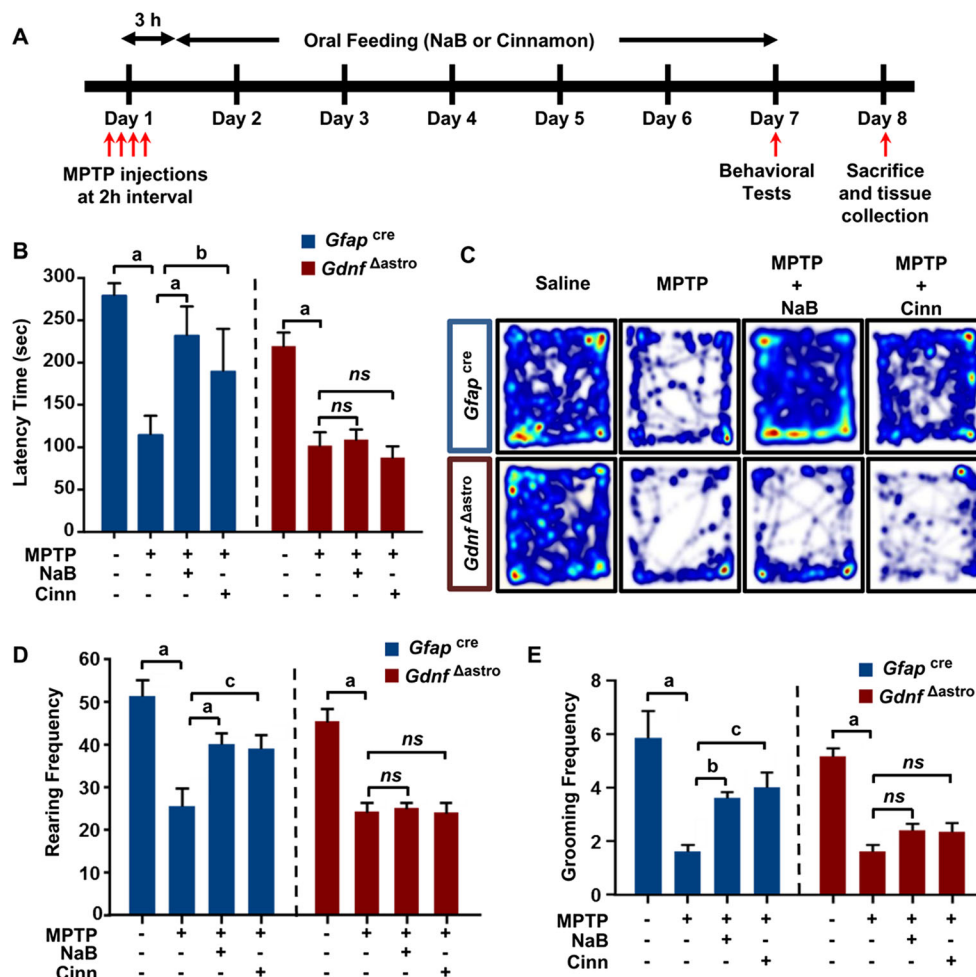 A
3 h
Oral Feeding (NaB or Cinnamon)
Day 1 Day 2 Day 3 Day 4 Day 5 Day 6 Day 7 Day 8
MPTP injections
at 2h interval
Behavioral
Tests
Sacrifice
and tissue
collection
B
Gfap cre
Gdnf Δastro
a a b a ns ns
Latency Time (sec)
300
250
200
150
100
50
0
MPTP - + + + - + + +
NaB - - + - - - + -
Cinn - - - + - - - +
C
Saline
MPTP
MPTP
+
NaB
MPTP
+
Cinn
Gfap cre
Gdnf Δastro
D
Gfap cre
Gdnf Δastro
a a c a ns ns
Rearing Frequency
60
50
40
30
20
10
0
MPTP - + + + - + + +
NaB - - + - - - + -
Cinn - - - + - - - +
E
Gfap cre
Gdnf Δastro
a b c a ns ns
Grooming Frequency
8
6
4
2
0
MPTP - + + + - + + +
NaB - - + - - - + -
Cinn - - - + - - - +